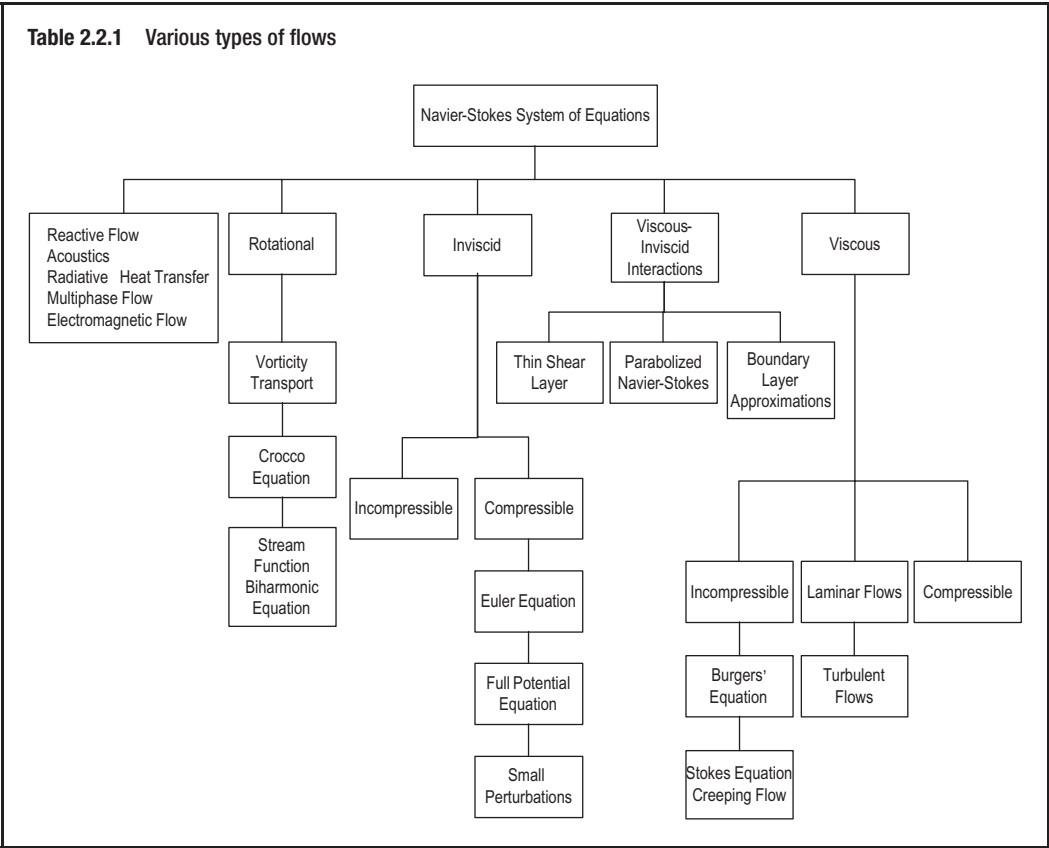 Table 2.2.1 Various types of flows
Navier-Stokes System of Equations
Reactive Flow
Acoustics
Radiative Heat Transfer
Multiphase Flow
Electromagnetic Flow
Rotational
Inviscid
Viscous-
Inviscid
Interactions
Viscous
Vorticity
Transport
Thin Shear
Layer
Parabolized
Navier-Stokes
Boundary
Layer
Approximations
Crocco
Equation
Incompressible
Compressible
Stream
Function
Biharmonic
Equation
Euler Equation
Incompressible
Laminar Flows
Compressible
Full Potential
Equation
Burgers’
Equation
Turbulent
Flows
Small
Perturbations
Stokes Equation
Creeping Flow